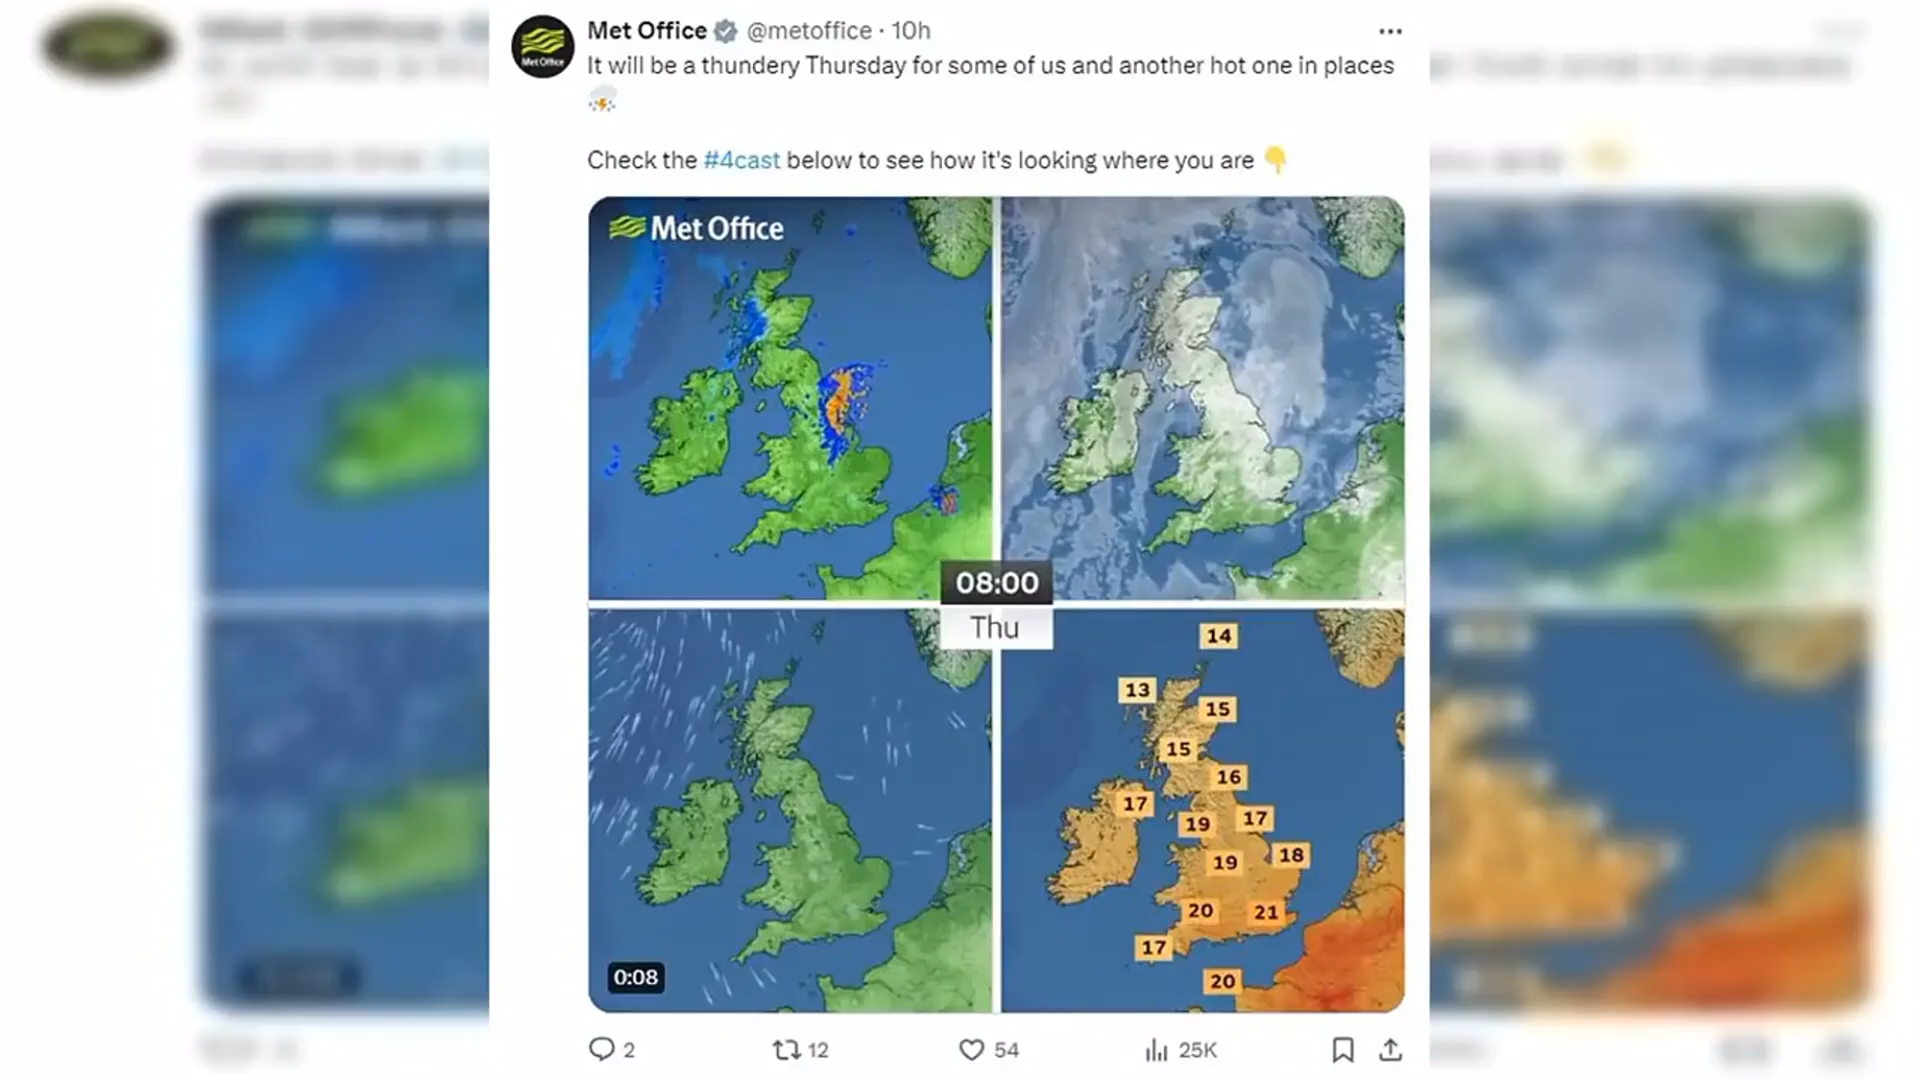 Met Office @metoffice · 10h
Met Office
It will be a thundery Thursday for some of us and another hot one in places
Check the #4cast below to see how it's looking where you are
Met Office
08:00
Thu
14
13
15
15
16
17
19
17
19
18
20
21
17
20
0:08
2
12
54
25K